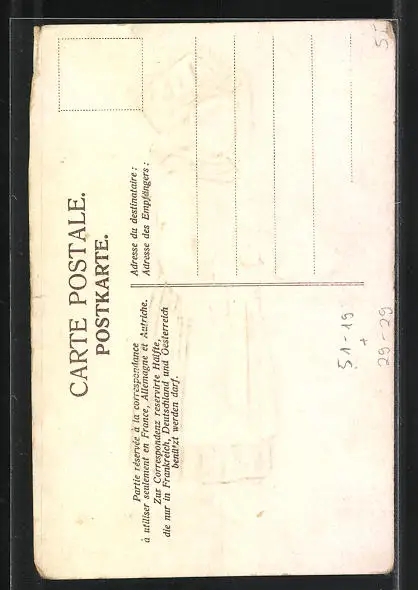 CARTE POSTALE.
POSTKARTE.
Partie réservée à la correspondance
à utiliser seulement en France, Allemagne et Autriche.
Zur Correspondenz reservirte Hälfte,
die nur in Frankreich, Deutschland und Oesterreich
benützt werden darf.
Adresse du destinataire :
Adresse des Empfängers :
51-19
+
29-29